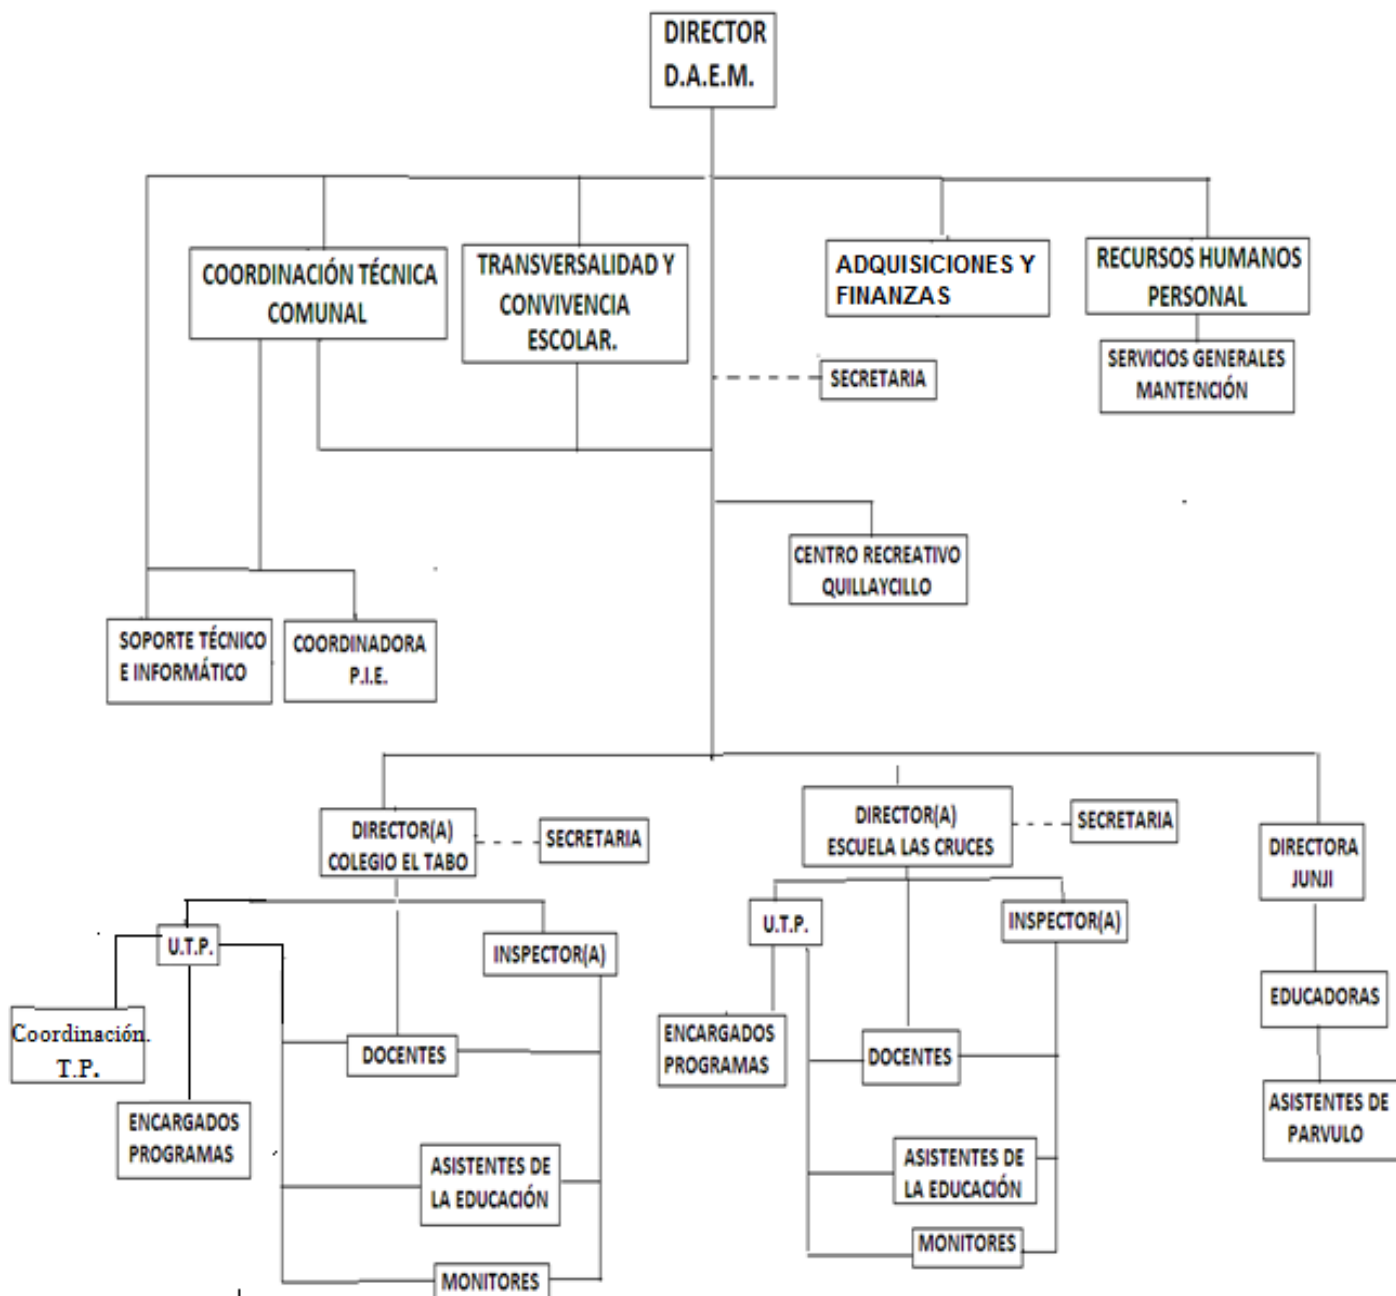 DIRECTOR
D.A.E.M.
COORDINACIÓN TÉCNICA
COMUNAL
TRANSVERSALIDAD Y
CONVIVENCIA
ESCOLAR.
ADQUISICIONES Y
FINANZAS
RECURSOS HUMANOS
PERSONAL
SECRETARIA
SERVICIOS GENERALES
MANTENCIÓN
CENTRO RECREATIVO
QUILLAYCILLO
SOPORTE TÉCNICO
E INFORMÁTICO
COORDINADORA
P.I.E.
DIRECTOR(A)
COLEGIO EL TABO
SECRETARIA
DIRECTOR(A)
ESCUELA LAS CRUCES
SECRETARIA
DIRECTORA
JUNJI
U.T.P.
INSPECTOR(A)
U.T.P.
INSPECTOR(A)
EDUCADORAS
Coordinación.
T.P.
DOCENTES
ENCARGADOS
PROGRAMAS
DOCENTES
ENCARGADOS
PROGRAMAS
ASISTENTES DE
PARVULO
ASISTENTES DE
LA EDUCACIÓN
ASISTENTES DE
LA EDUCACIÓN
MONITORES
MONITORES